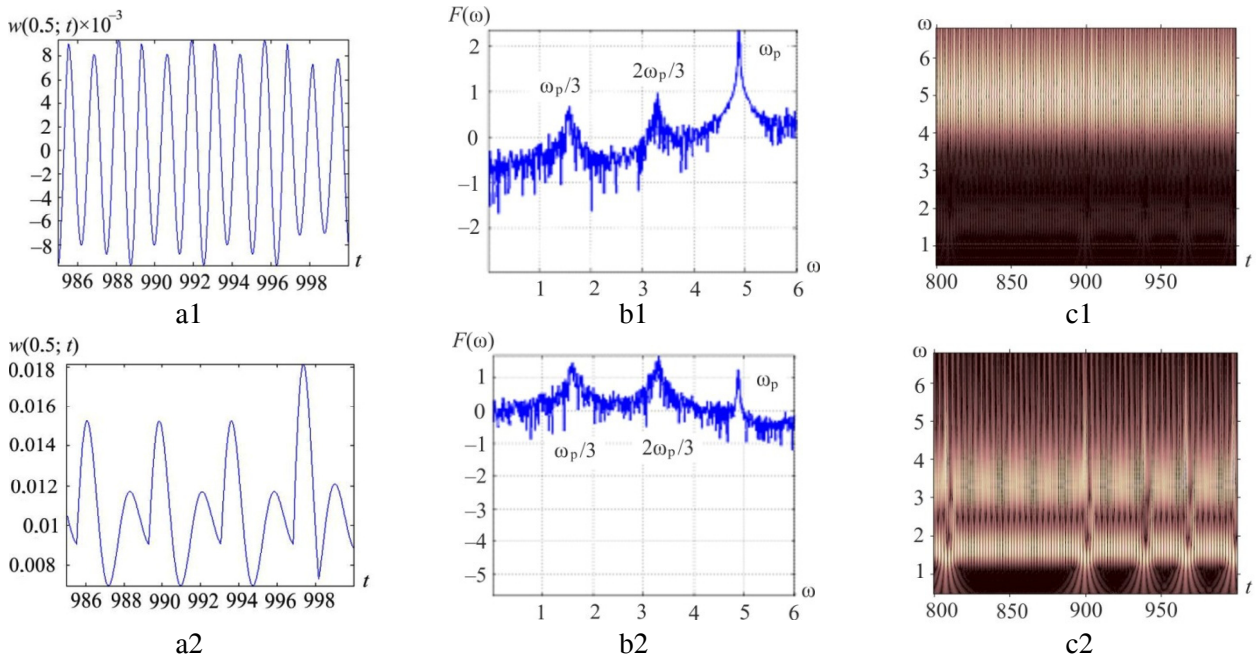 w(0.5; t)×10⁻³
8
6
4
2
0
−2
−4
−6
−8
986 988 990 992 994 996 998
t
a1
F(ω)
2
1
0
−1
−2
ωp/3
2ωp/3
ωp
1 2 3 4 5 6
ω
b1
ω
6
5
4
3
2
1
800 850 900 950
t
c1
w(0.5; t)
0.018
0.016
0.014
0.012
0.01
0.008
986 988 990 992 994 996 998
t
a2
F(ω)
1
0
−1
−2
−3
−4
−5
ωp
ωp/3
2ωp/3
1 2 3 4 5 6
ω
b2
ω
6
5
4
3
2
1
800 850 900 950
t
c2